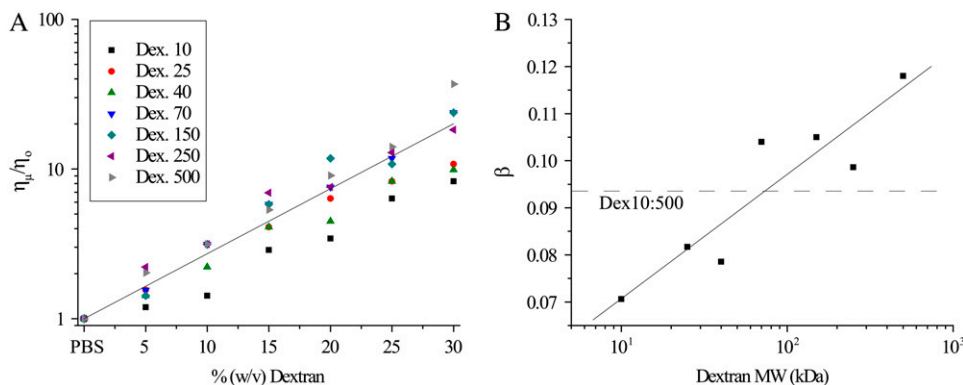 A
100
10
1
ημ/ηo
Dex. 10
Dex. 25
Dex. 40
Dex. 70
Dex. 150
Dex. 250
Dex. 500
PBS 5 10 15 20 25 30
% (w/v) Dextran
B
0.13
0.12
0.11
0.10
0.09
0.08
0.07
β
Dex10:500
10¹ 10² 10³
Dextran MW (kDa)